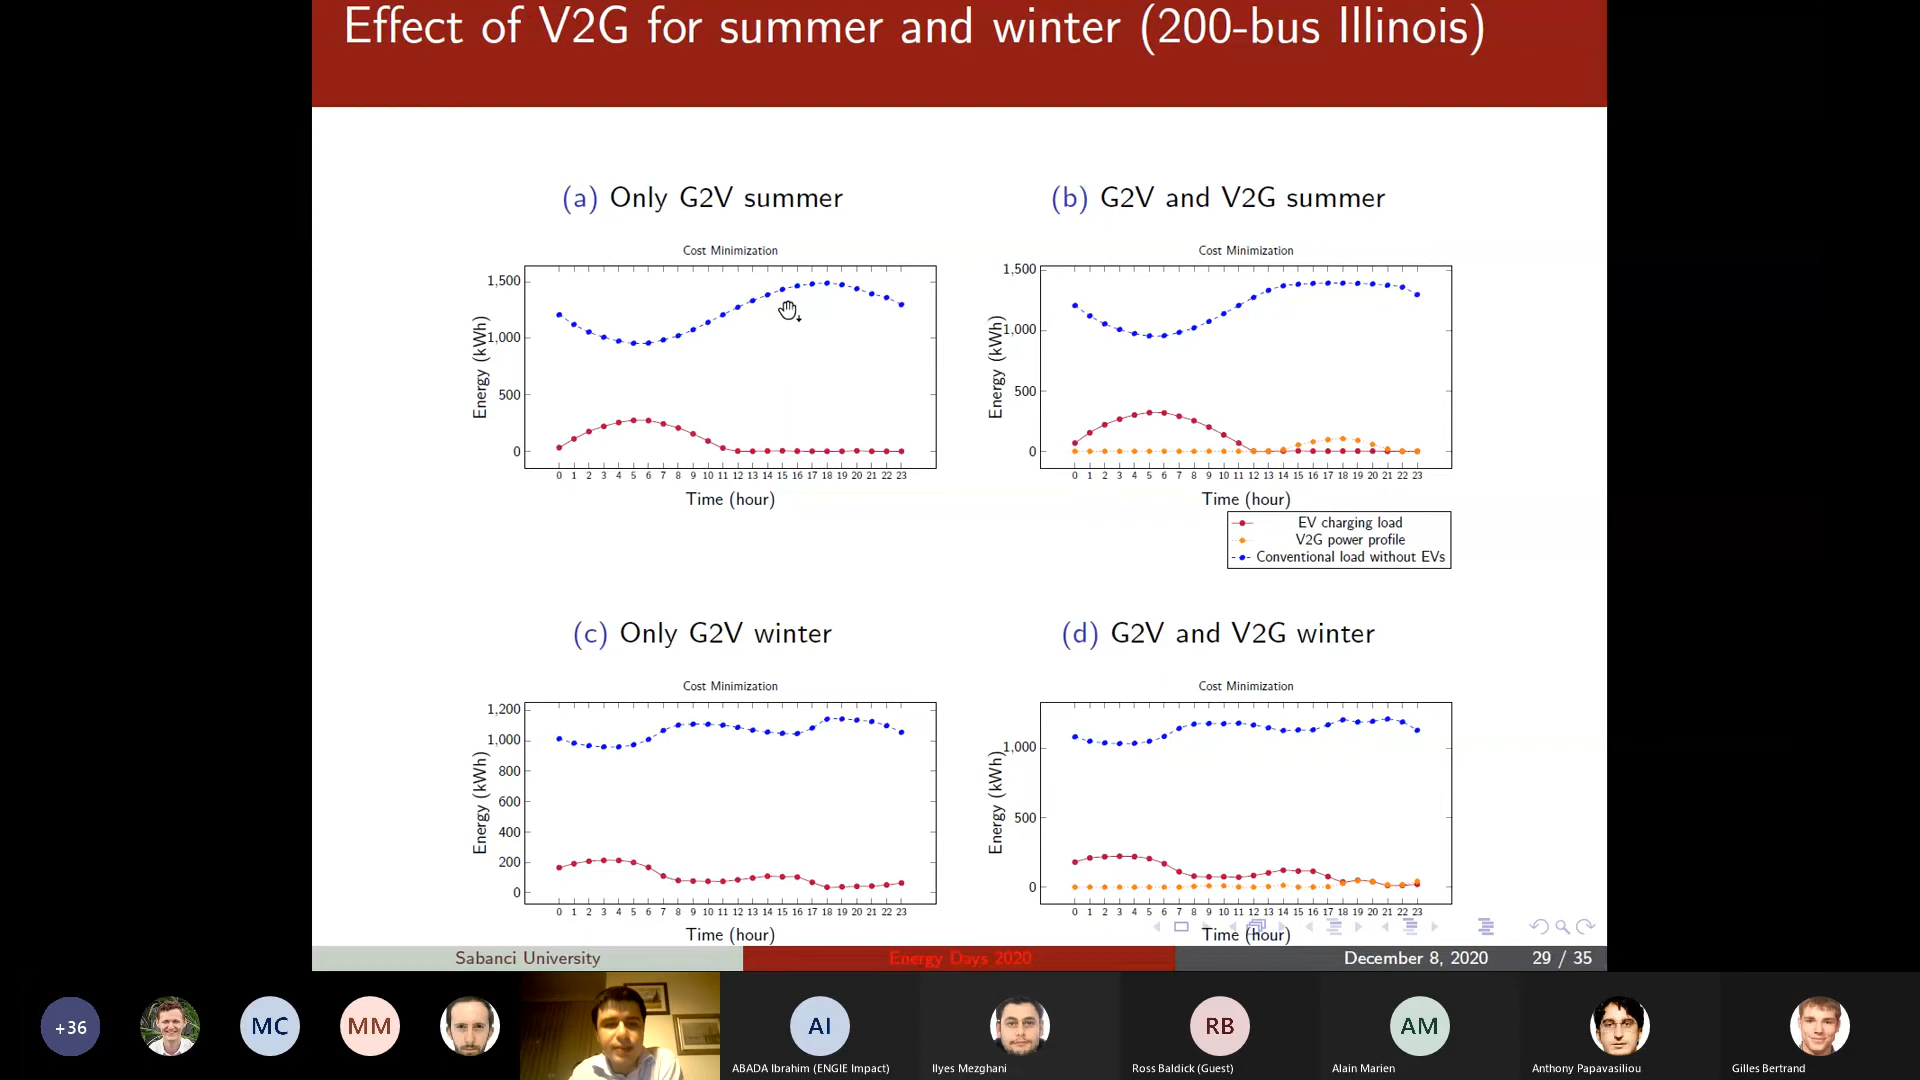 Effect of V2G for summer and winter (200-bus Illinois)
(a) Only G2V summer
Cost Minimization
1,500
1,000
500
0
Energy (kWh)
0 1 2 3 4 5 6 7 8 9 10 11 12 13 14 15 16 17 18 19 20 21 22 23
Time (hour)
(b) G2V and V2G summer
Cost Minimization
1,500
1,000
500
0
Energy (kWh)
0 1 2 3 4 5 6 7 8 9 10 11 12 13 14 15 16 17 18 19 20 21 22 23
Time (hour)
EV charging load
V2G power profile
Conventional load without EVs
(c) Only G2V winter
Cost Minimization
1,200
1,000
800
600
400
200
0
Energy (kWh)
0 1 2 3 4 5 6 7 8 9 10 11 12 13 14 15 16 17 18 19 20 21 22 23
Time (hour)
(d) G2V and V2G winter
Cost Minimization
1,000
500
0
Energy (kWh)
0 1 2 3 4 5 6 7 8 9 10 11 12 13 14 15 16 17 18 19 20 21 22 23
Time (hour)
Sabanci University
Energy Days 2020
December 8, 2020
29 / 35
+36
MC
MM
AI
RB
AM
ABADA Ibrahim (ENGIE Impact)
Ilyes Mezghani
Ross Baldick (Guest)
Alain Marien
Anthony Papavasiliou
Gilles Bertrand